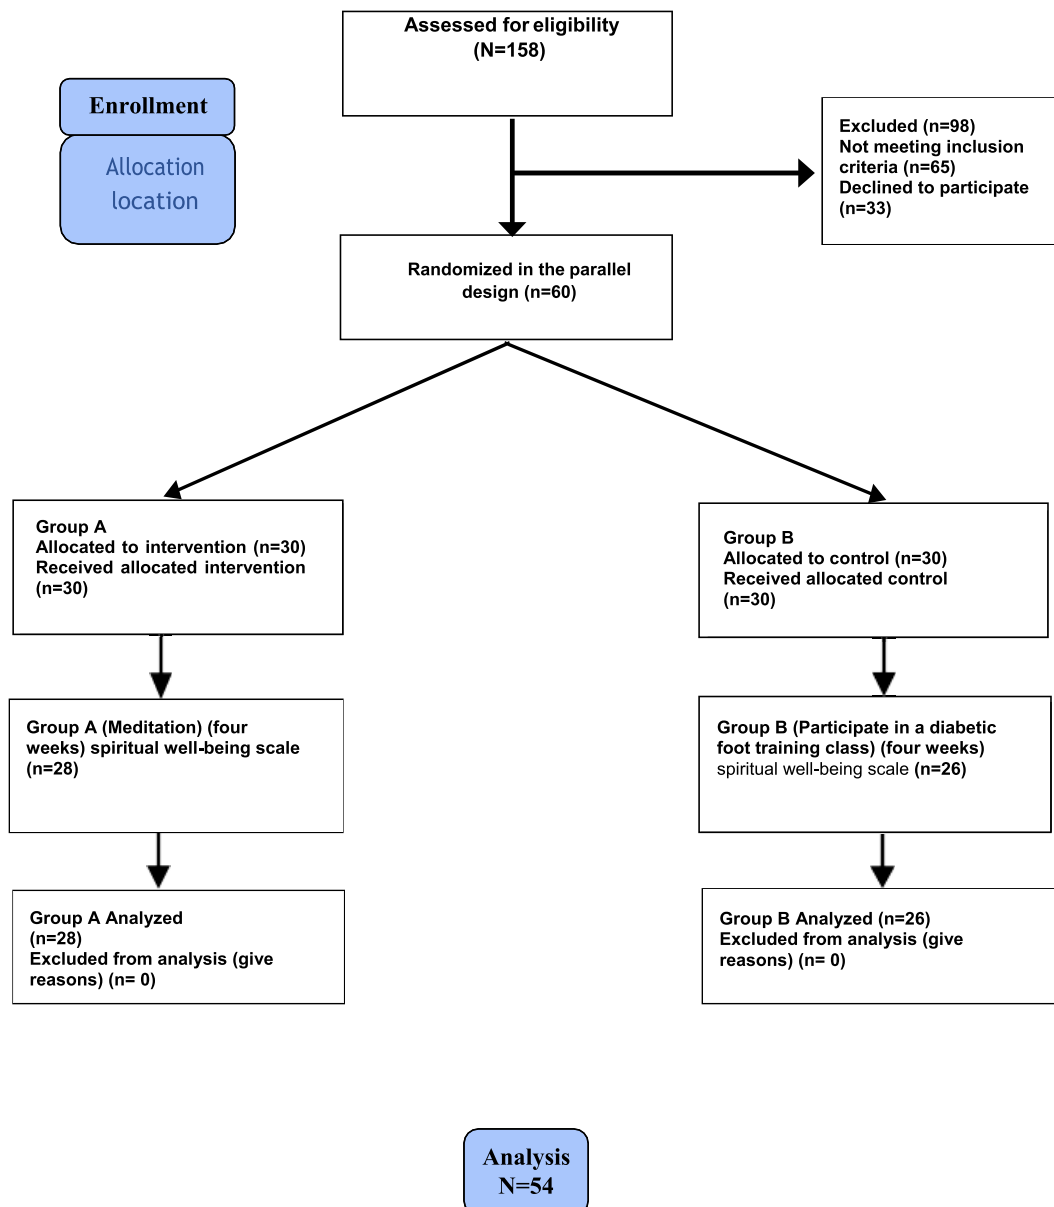 Assessed for eligibility
(N=158)
Enrollment
Allocation
location
Excluded (n=98)
Not meeting inclusion
criteria (n=65)
Declined to participate
(n=33)
Randomized in the parallel
design (n=60)
Group A
Allocated to intervention (n=30)
Received allocated intervention
(n=30)
Group B
Allocated to control (n=30)
Received allocated control
(n=30)
Group A (Meditation) (four
weeks) spiritual well-being scale
(n=28)
Group B (Participate in a diabetic
foot training class) (four weeks)
spiritual well-being scale (n=26)
Group A Analyzed
(n=28)
Excluded from analysis (give
reasons) (n= 0)
Group B Analyzed (n=26)
Excluded from analysis (give
reasons) (n= 0)
Analysis
N=54